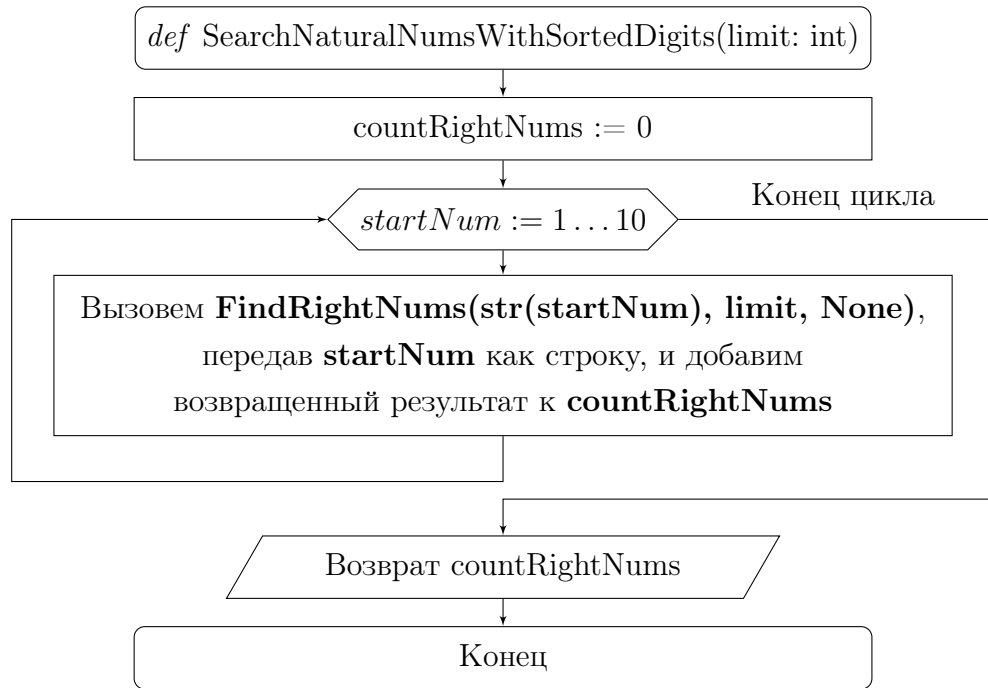 def SearchNaturalNumsWithSortedDigits(limit: int)
countRightNums := 0
startNum := 1 … 10
Конец цикла
Вызовем FindRightNums(str(startNum), limit, None),
передав startNum как строку, и добавим
возвращенный результат к countRightNums
Возврат countRightNums
Конец